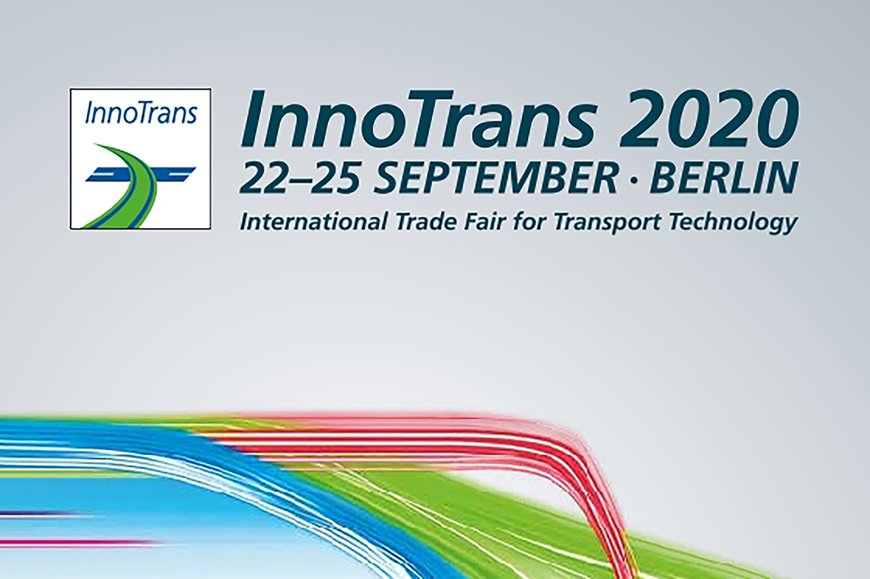 InnoTrans
InnoTrans 2020
22–25 SEPTEMBER · BERLIN
International Trade Fair for Transport Technology